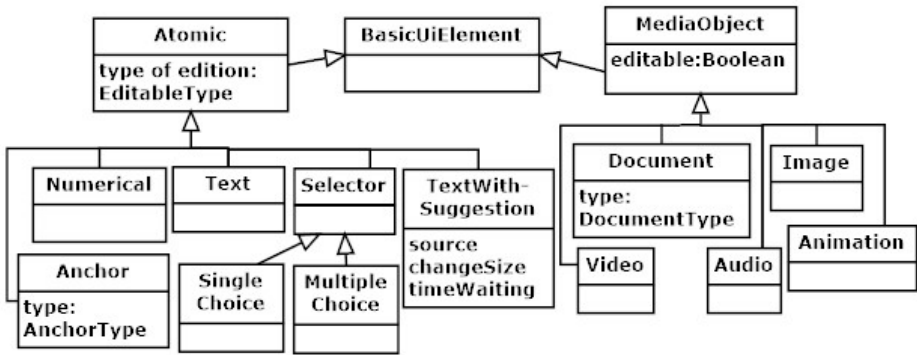 Atomic
type of edition:
EditableType
BasicUiElement
MediaObject
editable:Boolean
Numerical
Text
Selector
TextWith-
Suggestion
source
changeSize
timeWaiting
Anchor
type:
AnchorType
Single
Choice
Multiple
Choice
Document
type:
DocumentType
Image
Video
Audio
Animation